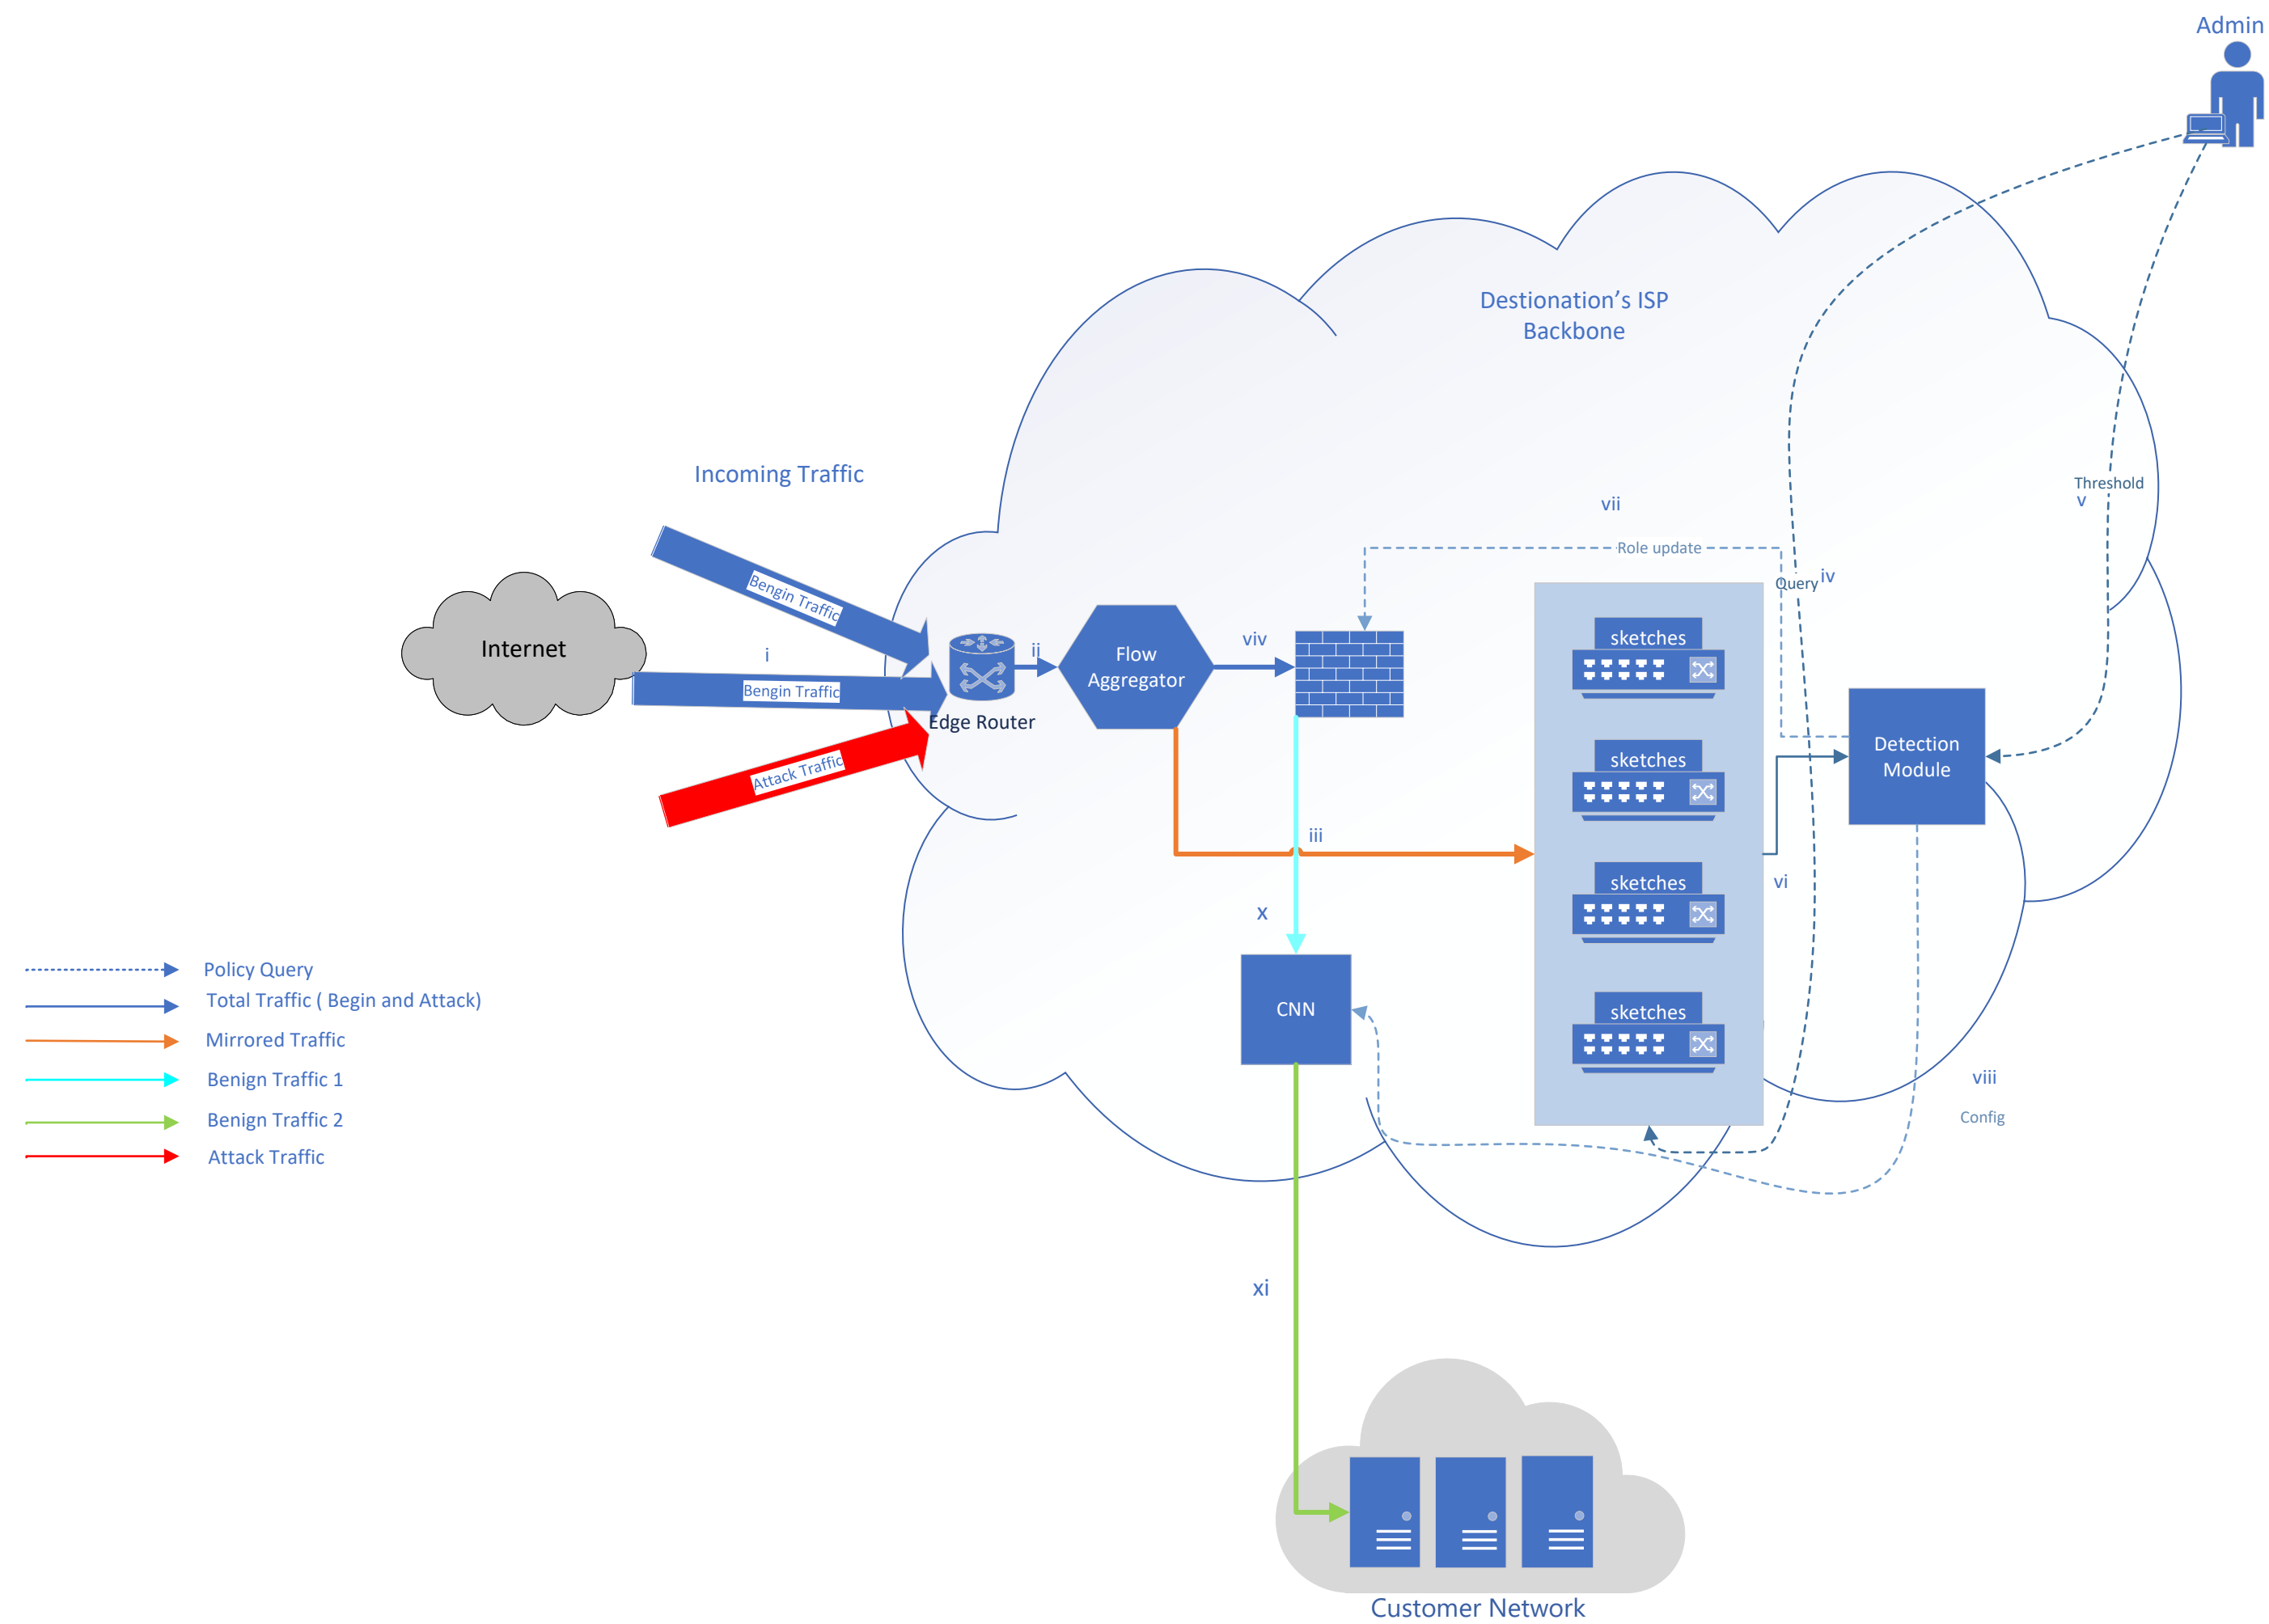 Admin
Destionation's ISP
Backbone
Incoming Traffic
Threshold
v
vii
Role update
Query
iv
Bengin Traffic
Internet
i
Bengin Traffic
Attack Traffic
Edge Router
ii
Flow
Aggregator
viv
sketches
sketches
sketches
sketches
Detection
Module
iii
vi
x
CNN
viii
Config
Policy Query
Total Traffic ( Begin and Attack)
Mirrored Traffic
Benign Traffic 1
Benign Traffic 2
Attack Traffic
xi
Customer Network